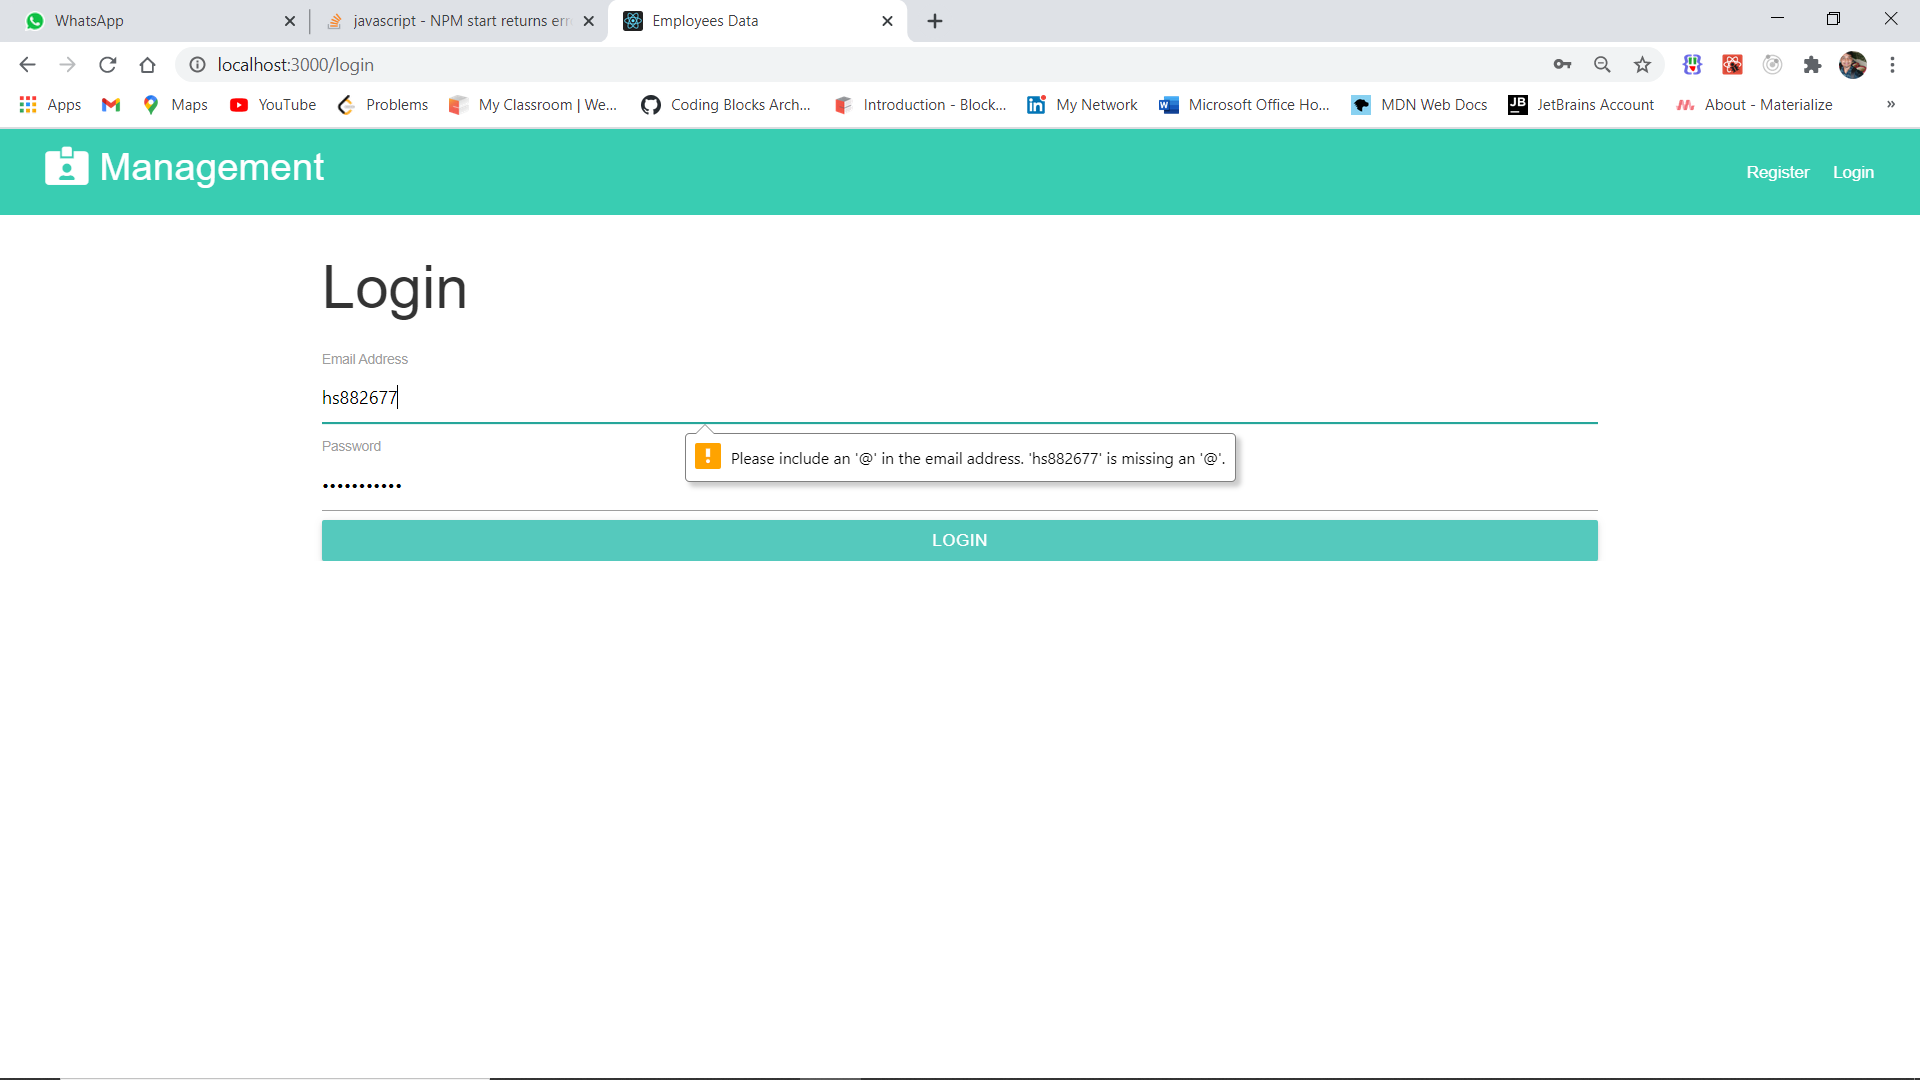 WhatsApp
javascript - NPM start returns err
Employees Data
localhost:3000/login
Apps
Maps
YouTube
Problems
My Classroom | We...
Coding Blocks Arch...
Introduction - Block...
My Network
Microsoft Office Ho...
MDN Web Docs
JetBrains Account
About - Materialize
»
Management
Register
Login
Login
Email Address
hs882677
Please include an '@' in the email address. 'hs882677' is missing an '@'.
Password
•••••••••••
LOGIN